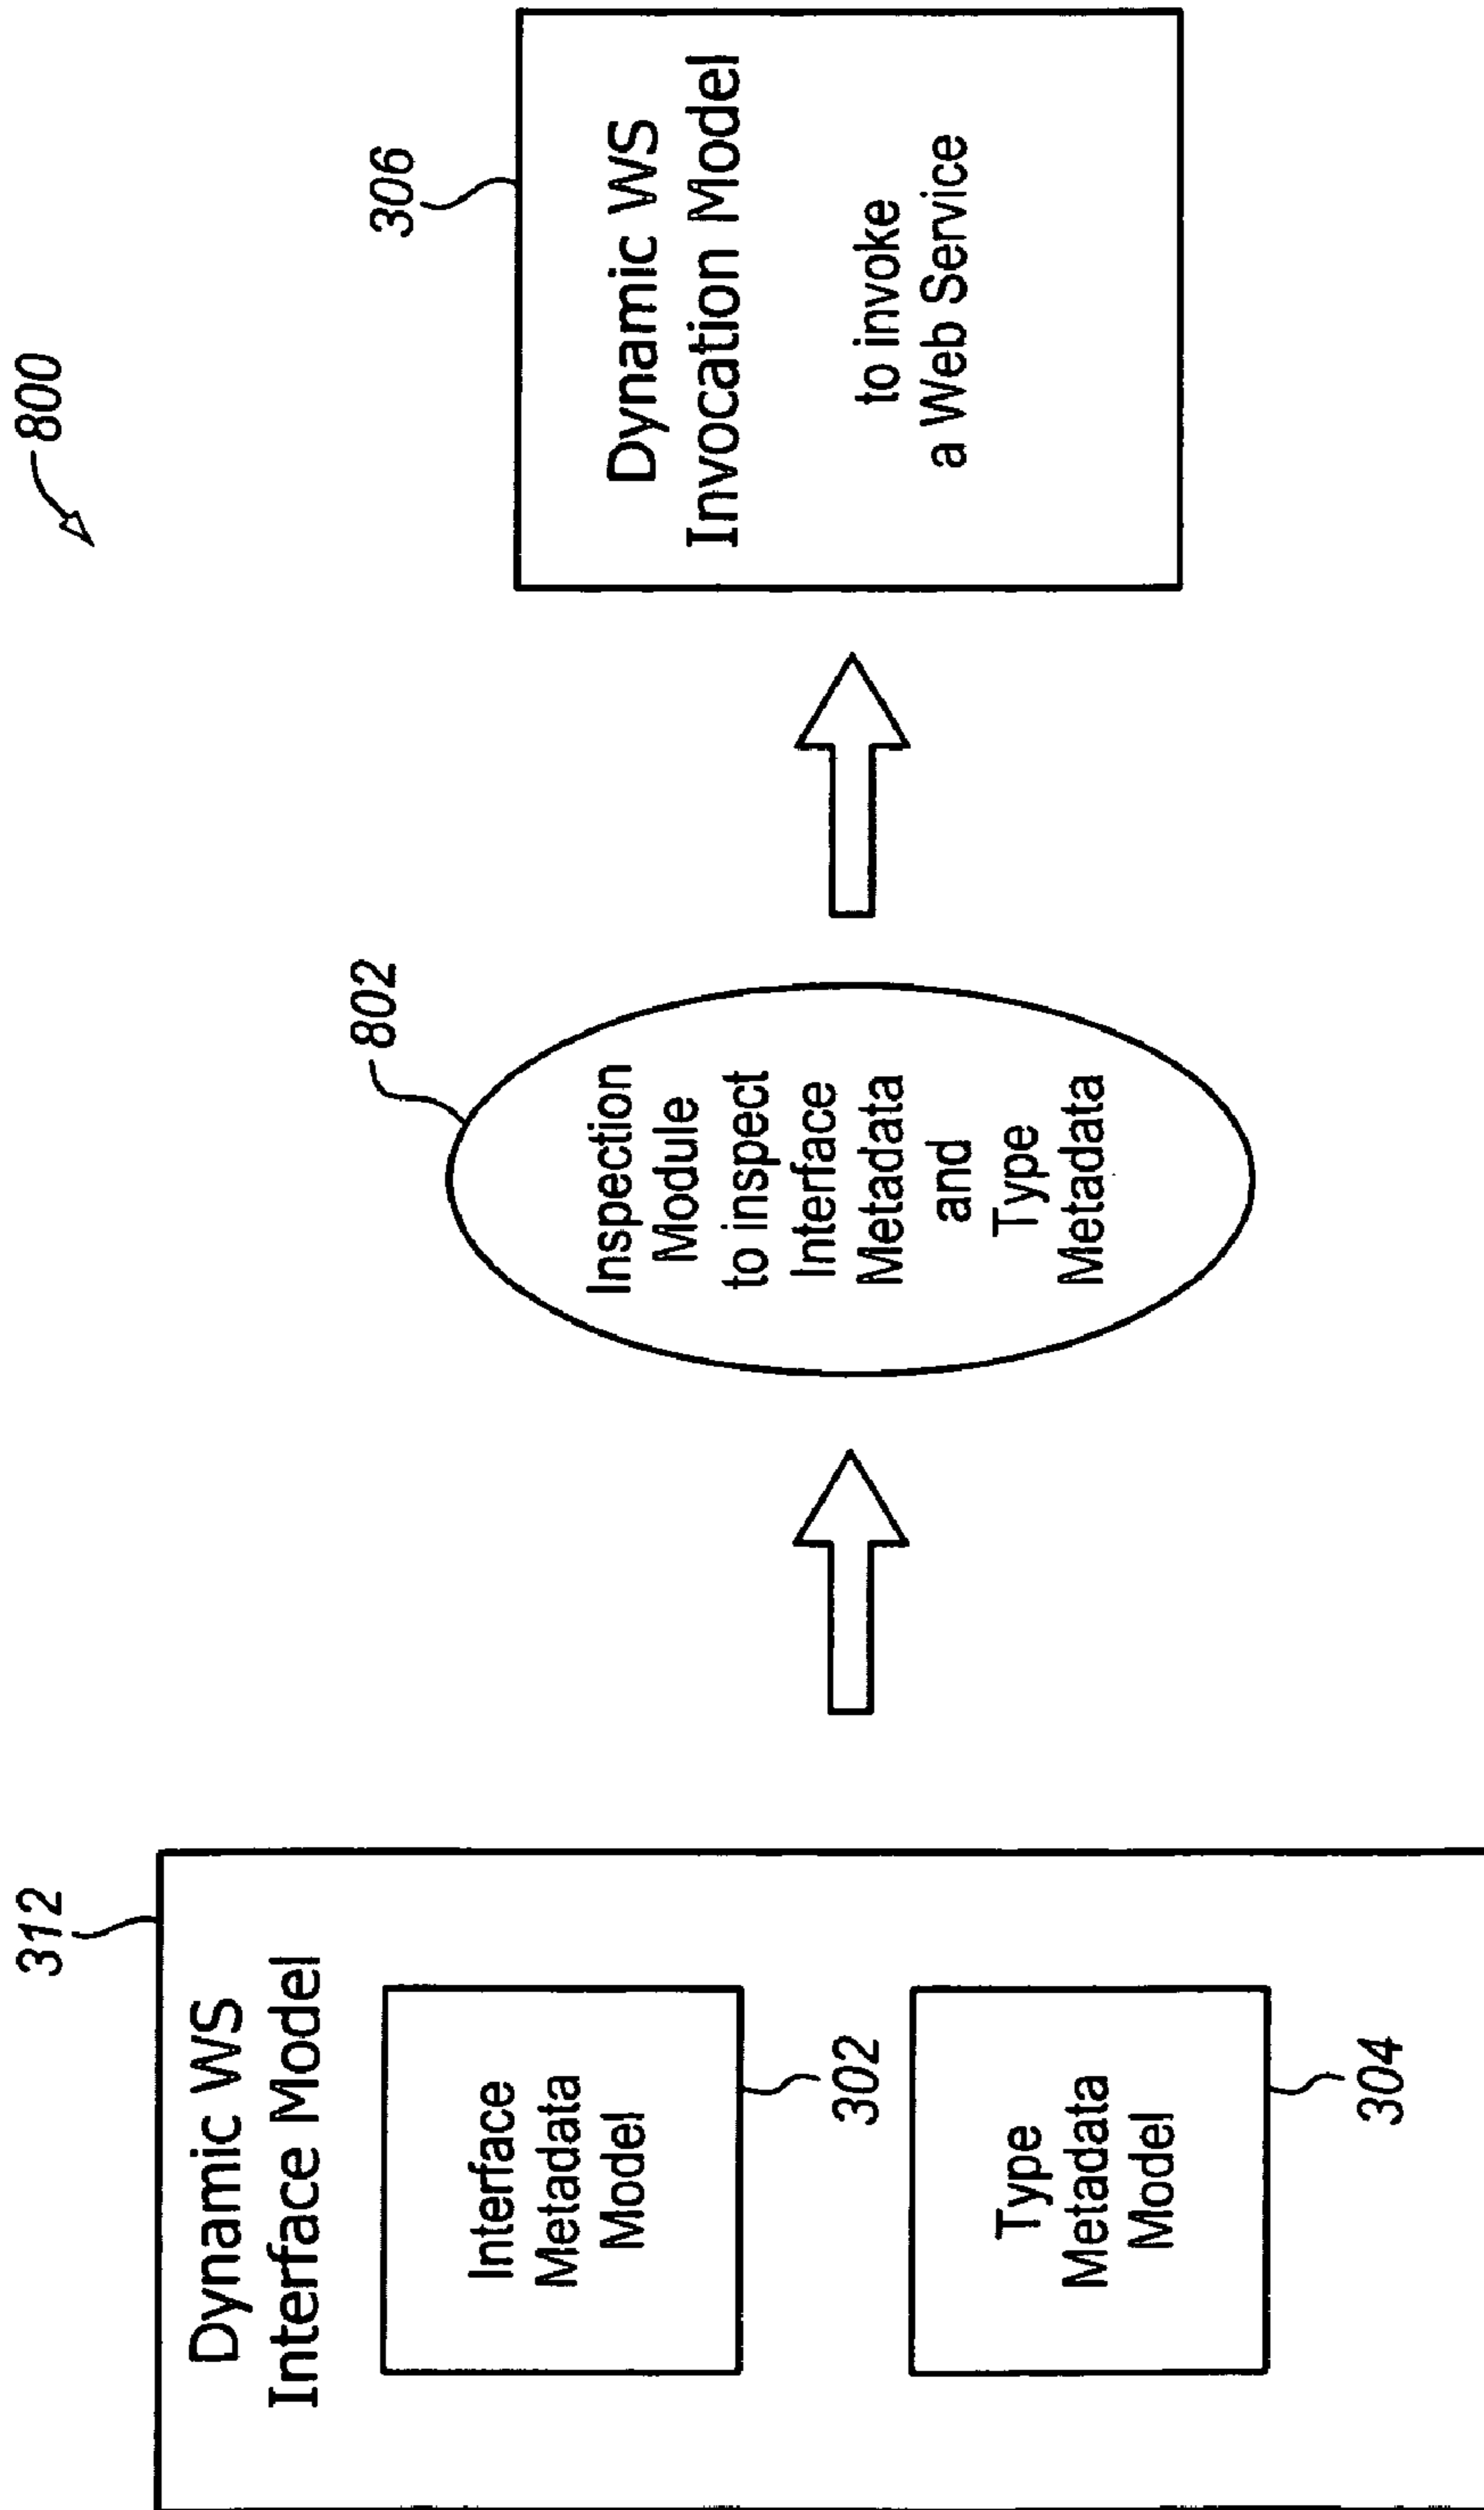 800
312
Dynamic WS
Interface Model
Interface
Metadata
Model
302
Type
Metadata
Model
304
802
Inspection
Module
to inspect
Interface
Metadata
and
Type
Metadata
306
Dynamic WS
Invocation Model
to invoke
a Web Service